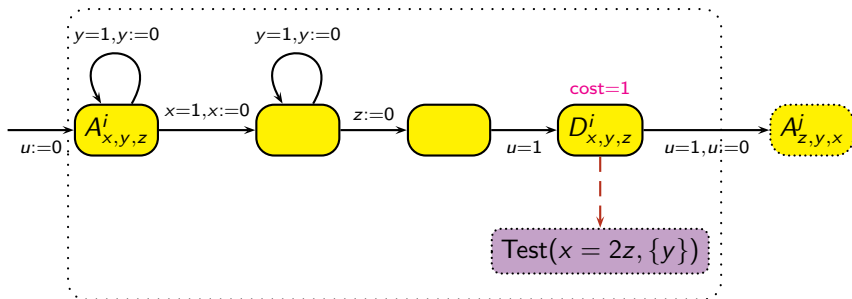 y=1,y:=0
y=1,y:=0
cost=1
u:=0
A^i_{x,y,z}
x=1,x:=0
z:=0
u=1
D^i_{x,y,z}
u=1,u:=0
A^j_{z,y,x}
Test(x = 2z, {y})